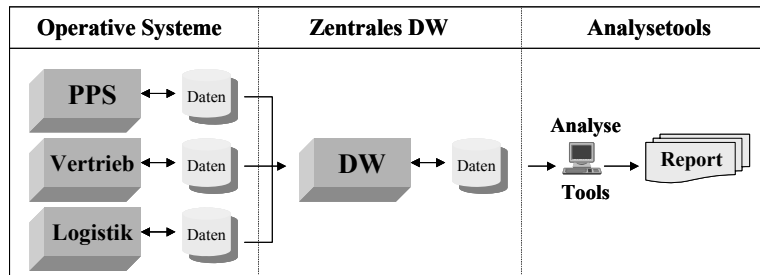 Operative Systeme
Zentrales DW
Analysetools
PPS
Daten
Vertrieb
Daten
Logistik
Daten
DW
Daten
Analyse
Tools
Report